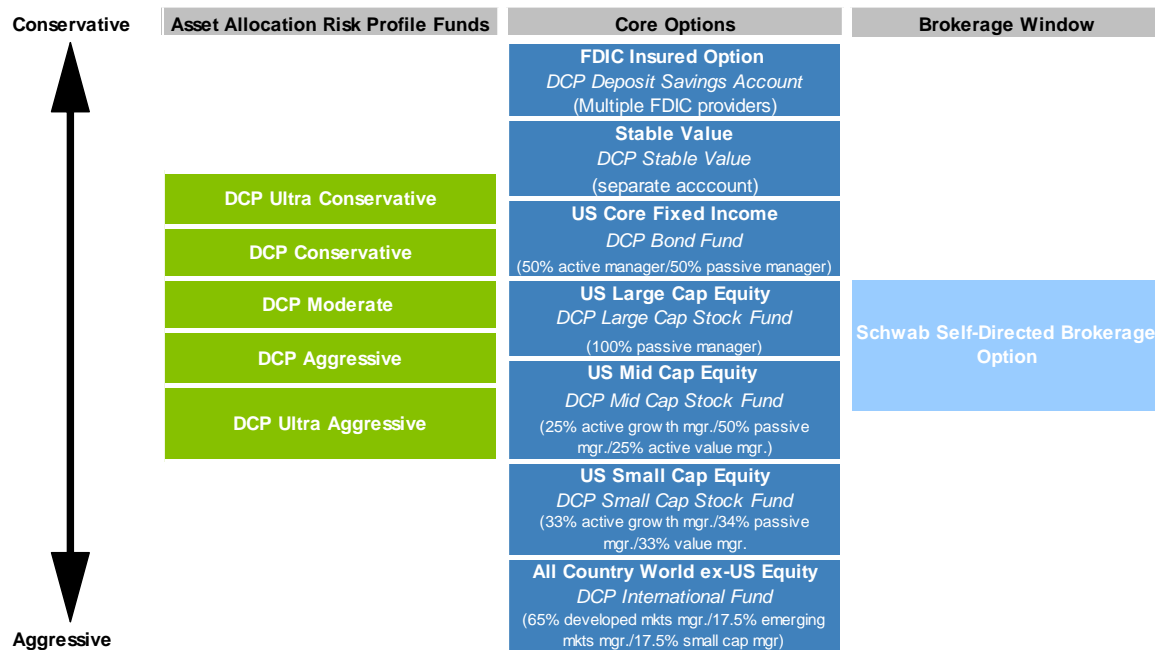 Conservative
Asset Allocation Risk Profile Funds
Core Options
Brokerage Window
FDIC Insured Option
DCP Deposit Savings Account
(Multiple FDIC providers)
Stable Value
DCP Stable Value
(separate acccount)
DCP Ultra Conservative
US Core Fixed Income
DCP Bond Fund
(50% active manager/50% passive manager)
DCP Conservative
US Large Cap Equity
DCP Large Cap Stock Fund
(100% passive manager)
DCP Moderate
Schwab Self-Directed Brokerage
Option
DCP Aggressive
US Mid Cap Equity
DCP Mid Cap Stock Fund
(25% active growth mgr./50% passive
mgr./25% active value mgr.)
DCP Ultra Aggressive
US Small Cap Equity
DCP Small Cap Stock Fund
(33% active growth mgr./34% passive
mgr./33% value mgr.
All Country World ex-US Equity
DCP International Fund
(65% developed mkts mgr./17.5% emerging
mkts mgr./17.5% small cap mgr)
Aggressive